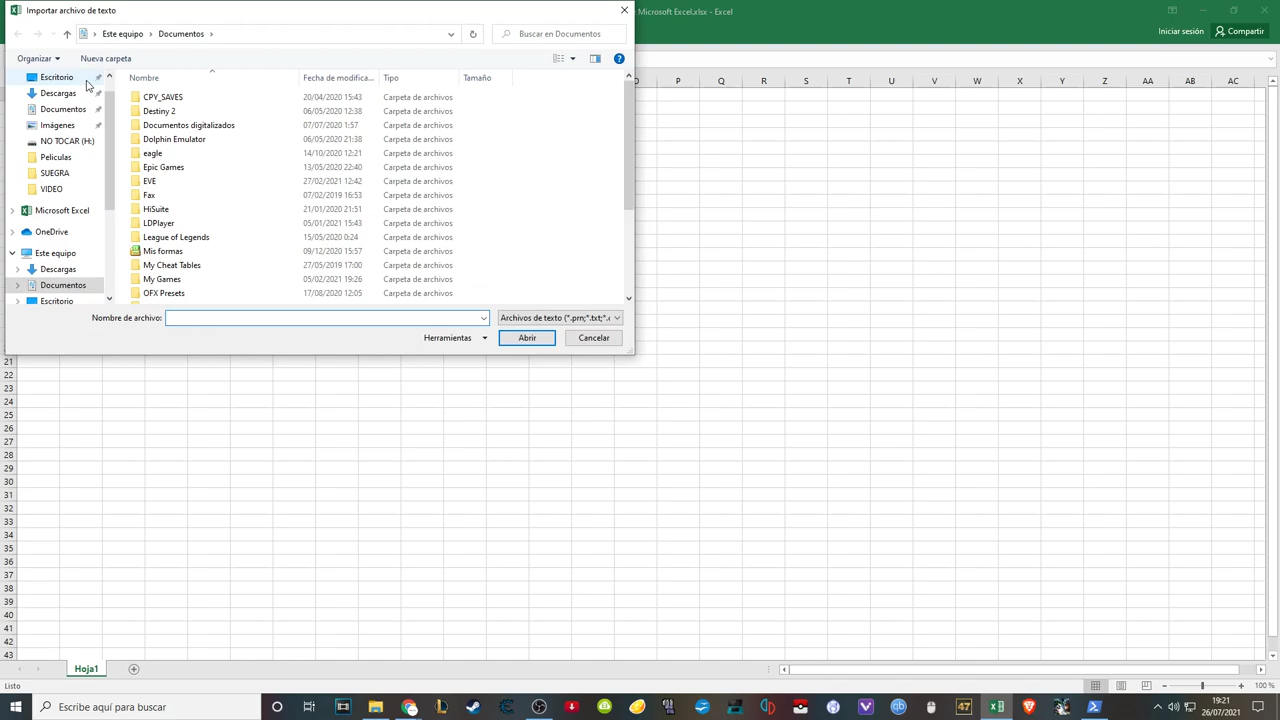 Importar archivo de texto
Microsoft Excel.xlsx - Excel
Iniciar sesión
Compartir
Este equipo
Documentos
Buscar en Documentos
Organizar
Nueva carpeta
Nombre
Fecha de modifica...
Tipo
Tamaño
Escritorio
Descargas
Documentos
Imágenes
NO TOCAR (H:)
Peliculas
SUEGRA
VIDEO
Microsoft Excel
OneDrive
Este equipo
Descargas
Documentos
Escritorio
CPY_SAVES 20/04/2020 15:43 Carpeta de archivos
Destiny 2 06/05/2020 12:38 Carpeta de archivos
Documentos digitalizados 07/07/2020 1:57 Carpeta de archivos
Dolphin Emulator 06/05/2020 21:38 Carpeta de archivos
eagle 14/10/2020 12:21 Carpeta de archivos
Epic Games 13/05/2020 22:40 Carpeta de archivos
EVE 27/02/2021 12:42 Carpeta de archivos
Fax 07/02/2019 16:53 Carpeta de archivos
HiSuite 21/01/2020 21:51 Carpeta de archivos
LDPlayer 05/01/2021 15:43 Carpeta de archivos
League of Legends 15/05/2020 0:24 Carpeta de archivos
Mis formas 09/12/2020 15:57 Carpeta de archivos
My Cheat Tables 27/05/2019 17:00 Carpeta de archivos
My Games 05/02/2021 19:26 Carpeta de archivos
OFX Presets 17/08/2020 12:05 Carpeta de archivos
Nombre de archivo:
Archivos de texto (*.prn;*.txt;*.c
Herramientas
Abrir
Cancelar
P Q R S T U V W X Y Z AA AB AC
21
22
23
24
25
26
27
28
29
30
31
32
33
34
35
36
37
38
39
40
41
42
43
Hoja1
Listo
100 %
Escribe aquí para buscar
47
19:21
26/07/2021